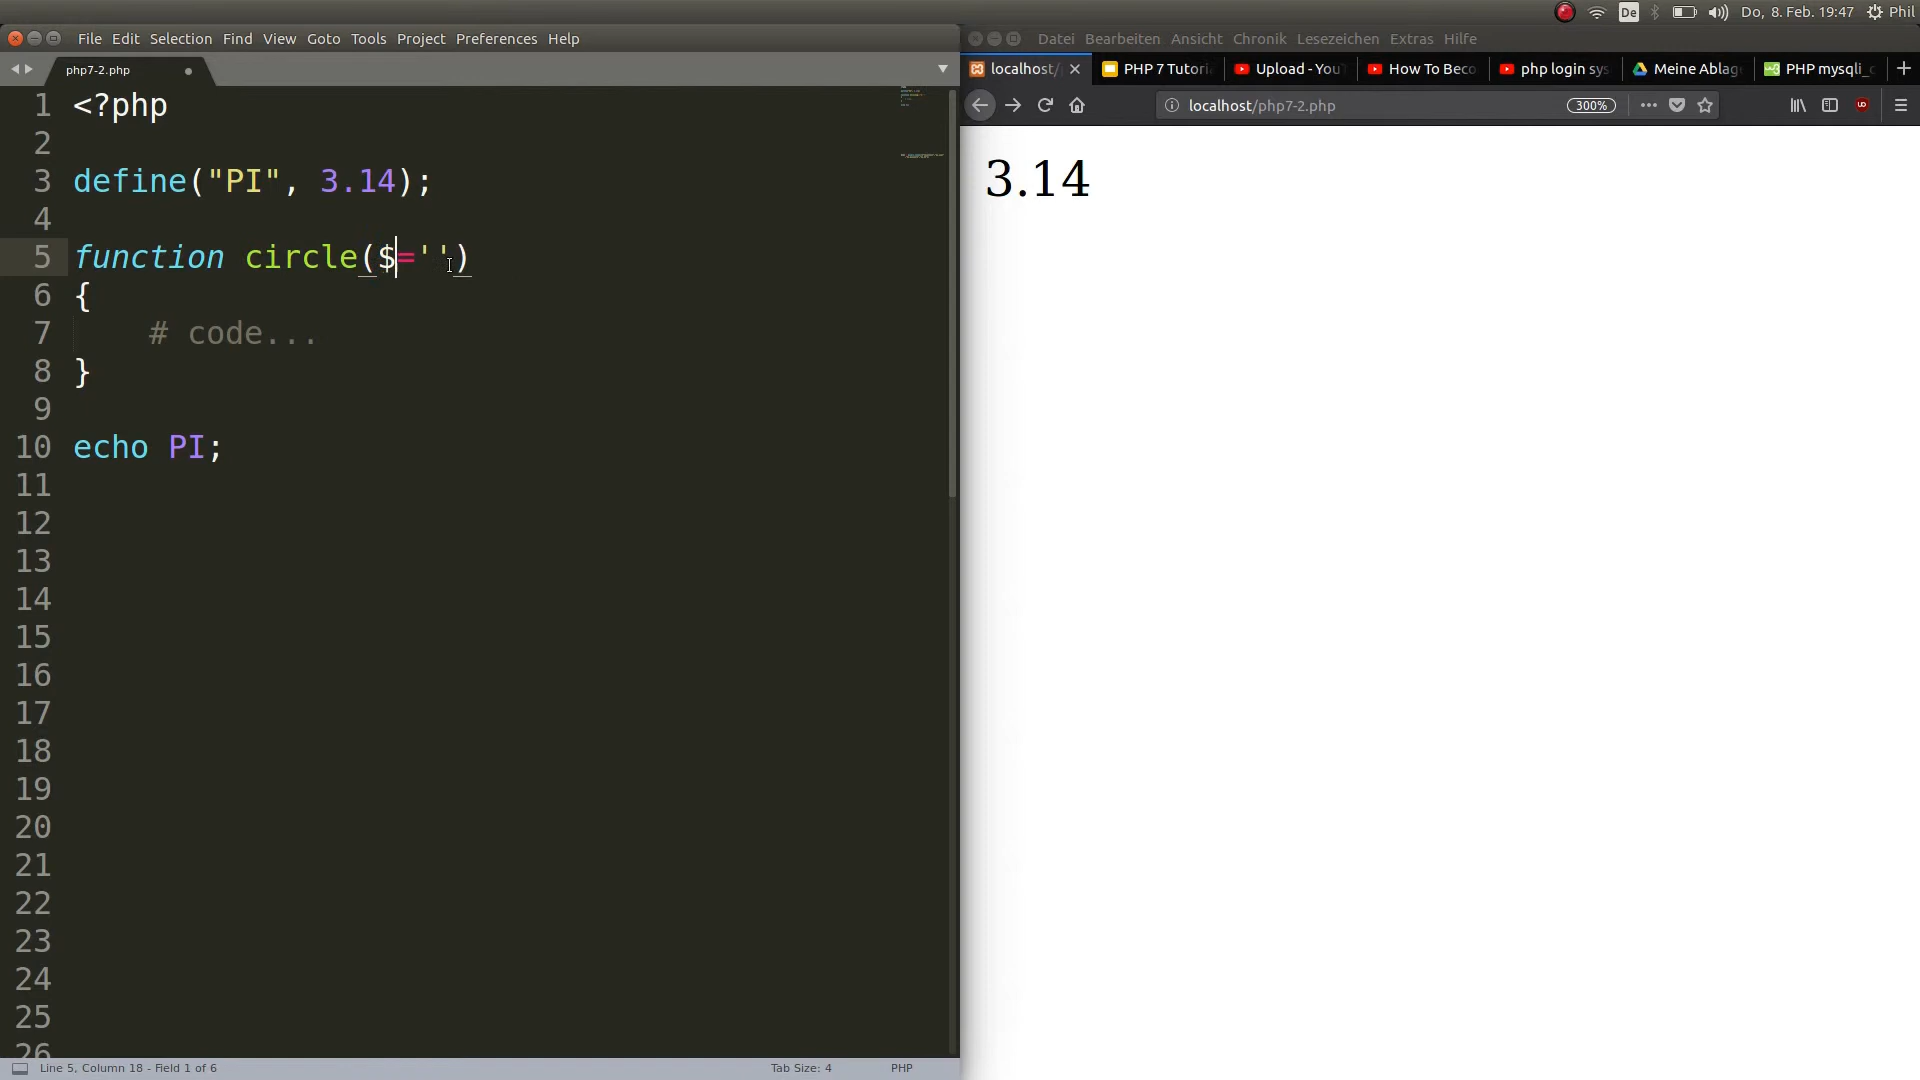 De Do, 8. Feb. 19:47 Phil
File Edit Selection Find View Goto Tools Project Preferences Help
Datei Bearbeiten Ansicht Chronik Lesezeichen Extras Hilfe
php7-2.php
localhost/ PHP 7 Tutori Upload - YouT How To Beco php login sys Meine Ablag PHP mysqli_
localhost/php7-2.php 300%
3.14
1 <?php
2
3 define("PI", 3.14);
4
5 function circle($='')
6 {
7 # code...
8 }
9
10 echo PI;
11
12
13
14
15
16
17
18
19
20
21
22
23
24
25
26
Line 5, Column 18 - Field 1 of 6 Tab Size: 4 PHP